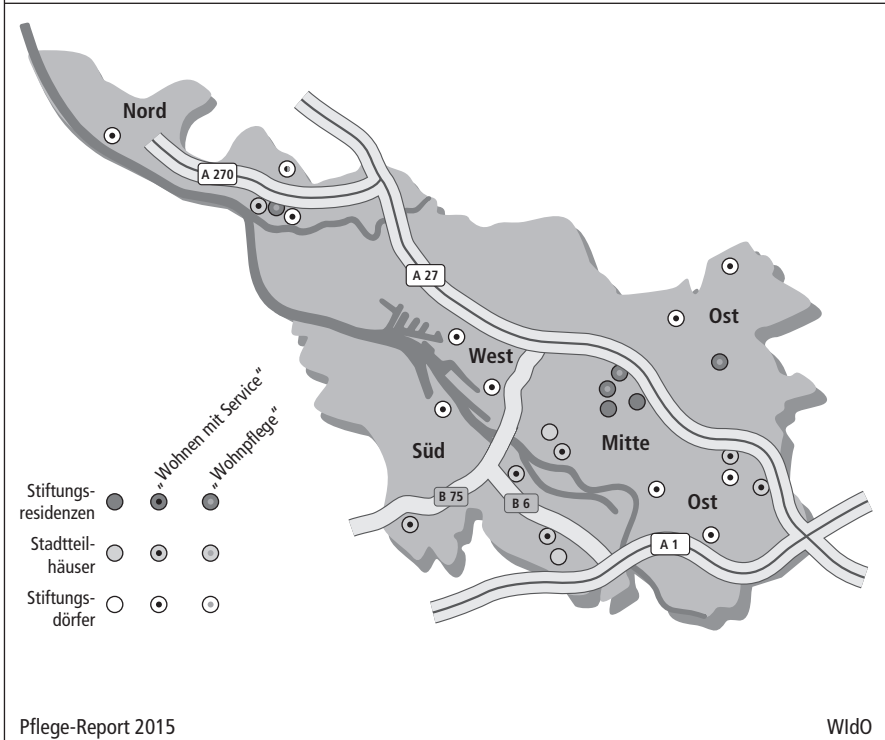 Nord
A 270
A 27
Ost
West
Süd
Mitte
Ost
B 75
B 6
A 1
„Wohnen mit Service“
„Wohnpflege“
Stiftungs-
residenzen
Stadtteil-
häuser
Stiftungs-
dörfer
Pflege-Report 2015
WIdO